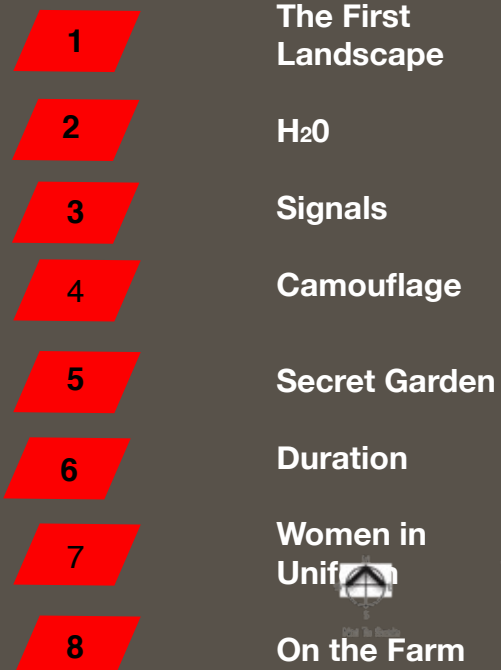 1 The First
Landscape
2 H₂0
3 Signals
4 Camouflage
5 Secret Garden
6 Duration
7 Women in
8 On the Farm